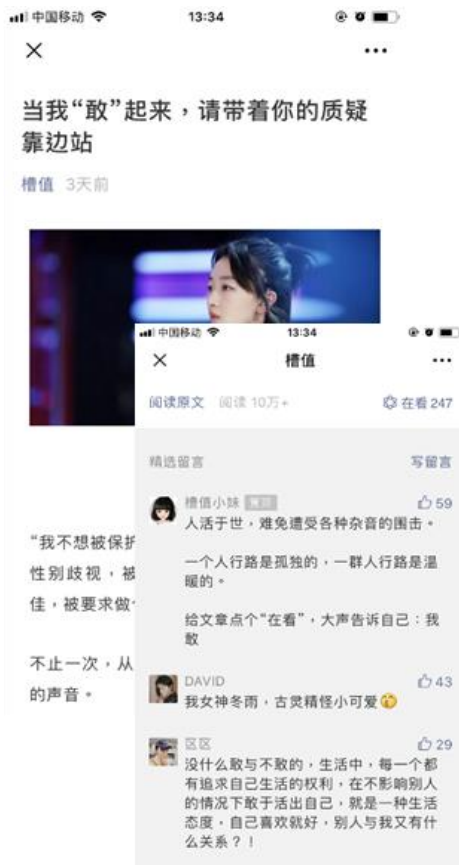 中国移动
13:34
当我“敢”起来，请带着你的质疑
靠边站
槽值 3天前
“我不想被保护
性别歧视，被
佳，被要求做
不止一次，从
的声音。
中国移动
13:34
槽值
阅读原文 阅读 10万+ 在看 247
精选留言 写留言
槽值小妹 59
人活于世，难免遭受各种杂音的围击。
一个人行路是孤独的，一群人行路是温
暖的。
给文章点个“在看”，大声告诉自己：我
敢
DAVID 43
我女神冬雨，古灵精怪小可爱
区区 29
没什么敢与不敢的，生活中，每一个都
有追求自己生活的权利，在不影响别人
的情况下敢于活出自己，就是一种生活
态度，自己喜欢就好，别人与我又有什
么关系？！